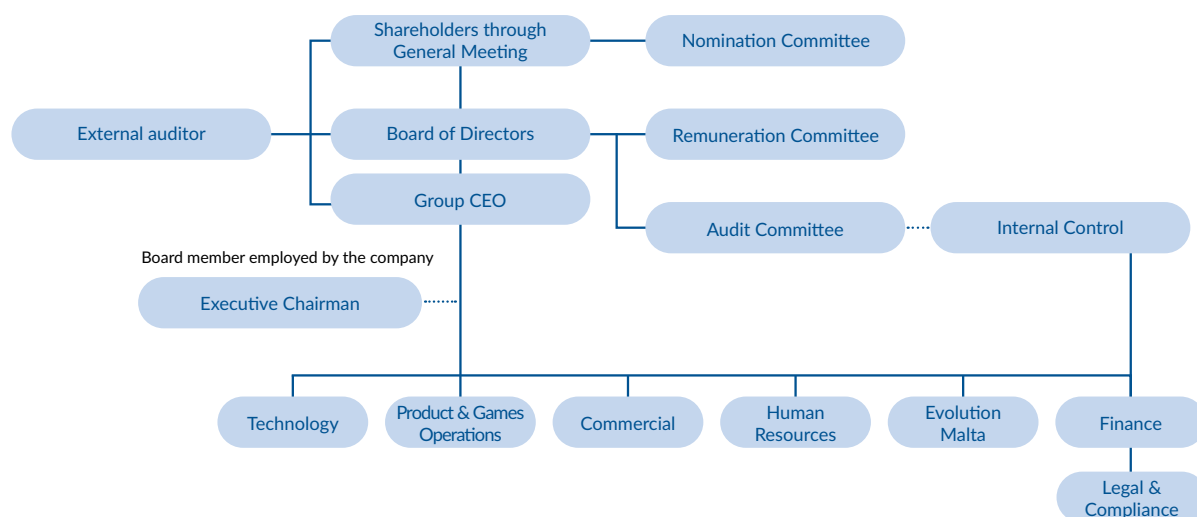 Shareholders through
General Meeting
Nomination Committee
External auditor
Board of Directors
Remuneration Committee
Group CEO
Audit Committee
Internal Control
Board member employed by the company
Executive Chairman
Technology
Product & Games
Operations
Commercial
Human
Resources
Evolution
Malta
Finance
Legal &
Compliance